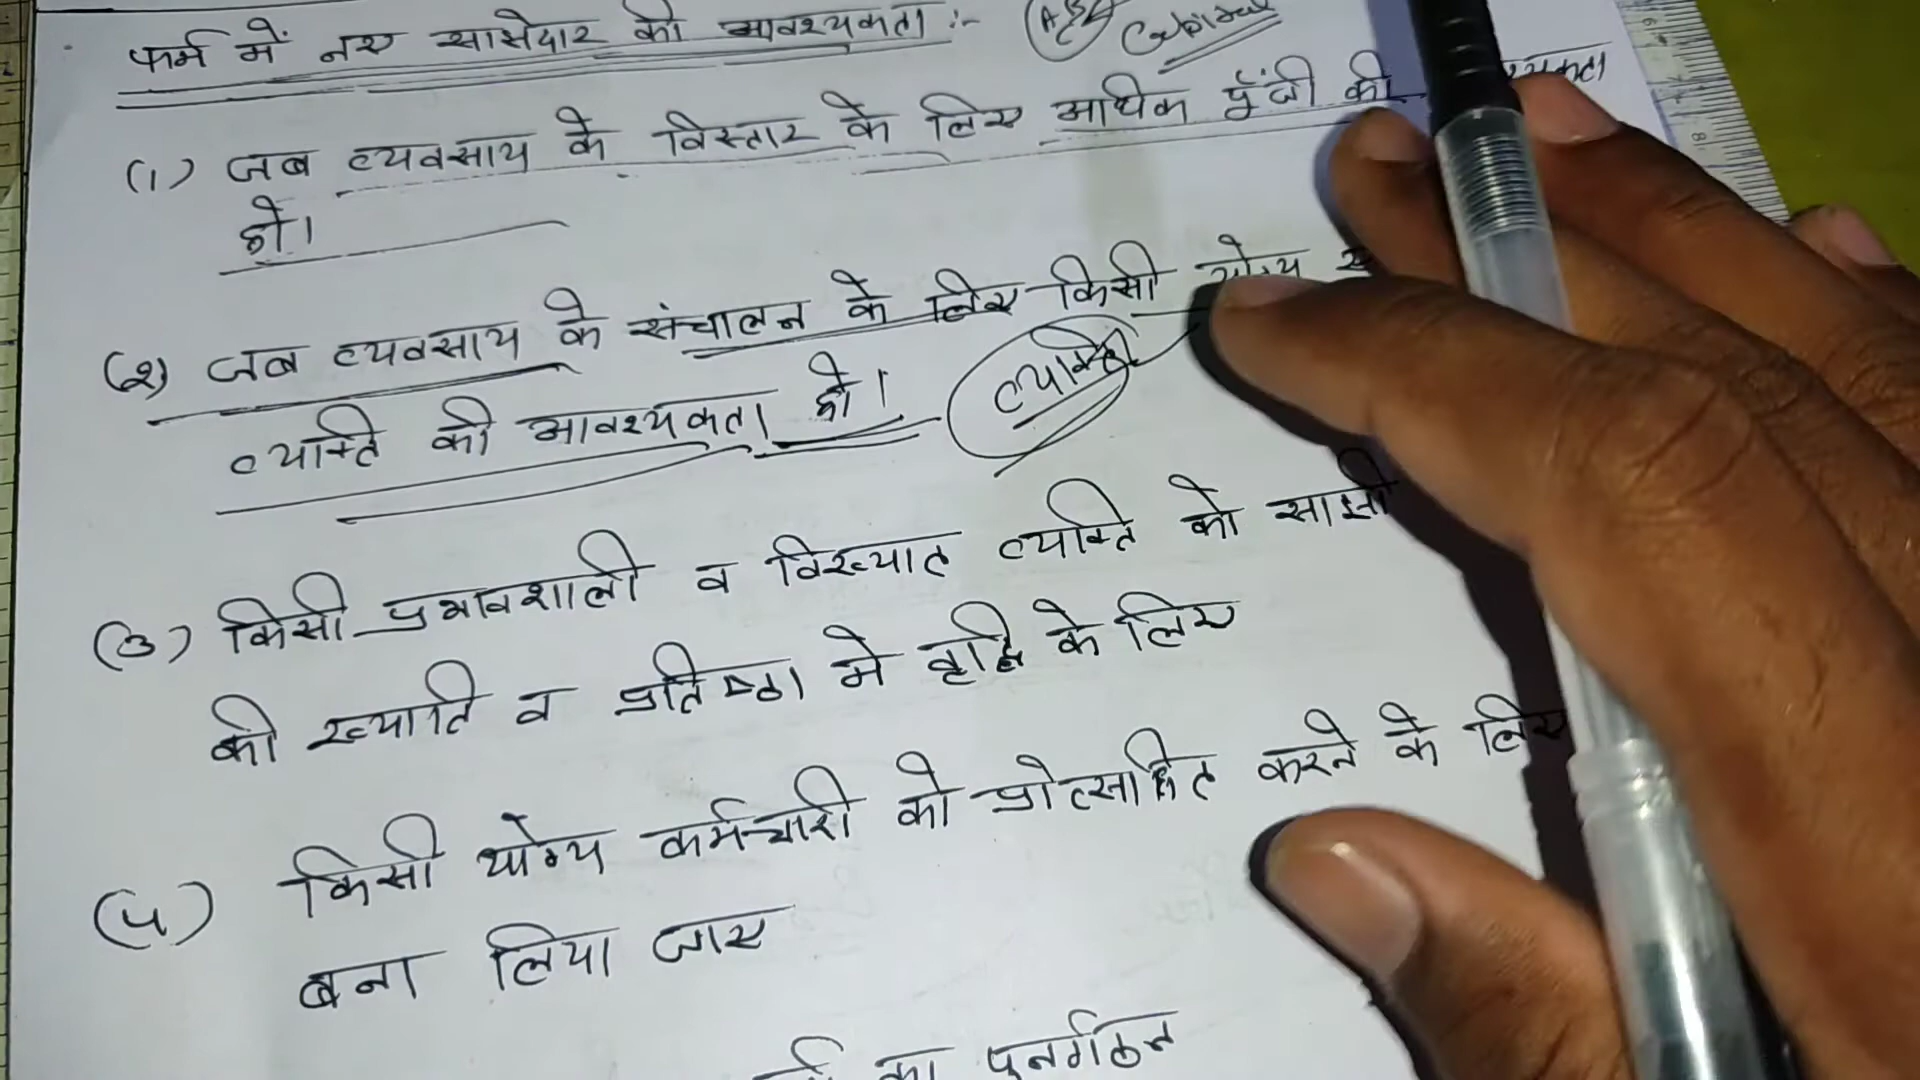 फर्म में नए साझेदार की आवश्यकता :-
Capital
(1) जब व्यवसाय के विस्तार के लिए अधिक पूंजी की
हो।
(2) जब व्यवसाय के संचालन के लिए किसी योग्य
व्यक्ति की आवश्यकता हो। व्यक्ति
(3) किसी प्रभावशाली व विख्यात व्यक्ति को साझी
की ख्याति व प्रतिष्ठा मे वृद्धि के लिए
(4) किसी योग्य कर्मचारी को प्रोत्साहित करने के लिए
बना लिया जाए
का पुनर्गठन